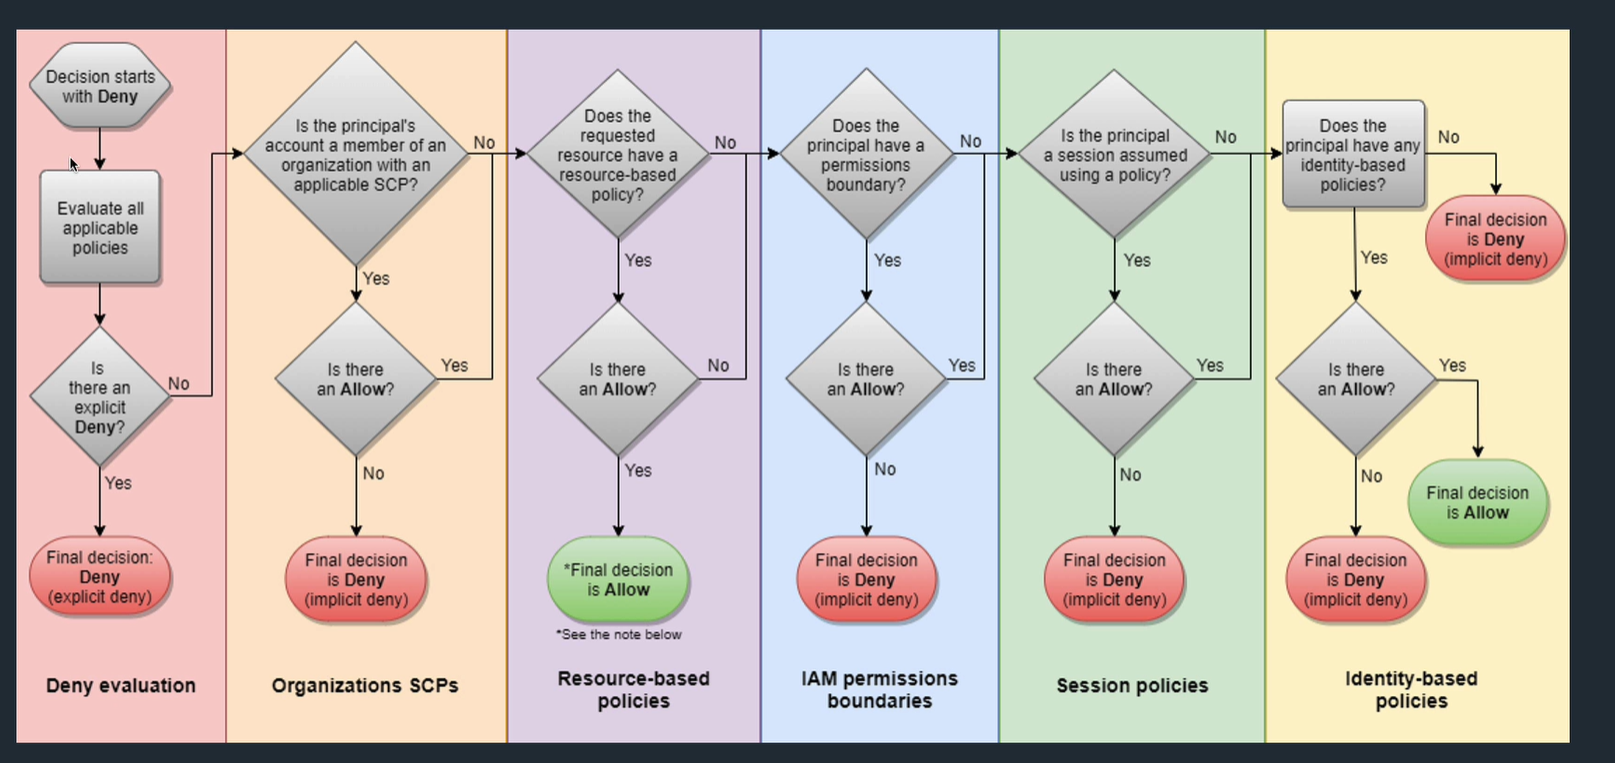 Decision starts
with Deny
Evaluate all
applicable
policies
Is
there an
explicit
Deny?
No
Yes
Final decision:
Deny
(explicit deny)
Deny evaluation
Is the principal's
account a member of an
organization with an
applicable SCP?
No
Yes
Is there
an Allow?
Yes
No
Final decision
is Deny
(implicit deny)
Organizations SCPs
Does the
requested
resource have a
resource-based
policy?
No
Yes
Is there
an Allow?
No
Yes
*Final decision
is Allow
*See the note below
Resource-based
policies
Does the
principal have a
permissions
boundary?
No
Yes
Is there
an Allow?
Yes
No
Final decision
is Deny
(implicit deny)
IAM permissions
boundaries
Is the principal
a session assumed
using a policy?
No
Yes
Is there
an Allow?
Yes
No
Final decision
is Deny
(implicit deny)
Session policies
Does the
principal have any
identity-based
policies?
No
Final decision
is Deny
(implicit deny)
Yes
Is there
an Allow?
Yes
Final decision
is Allow
No
Final decision
is Deny
(implicit deny)
Identity-based
policies